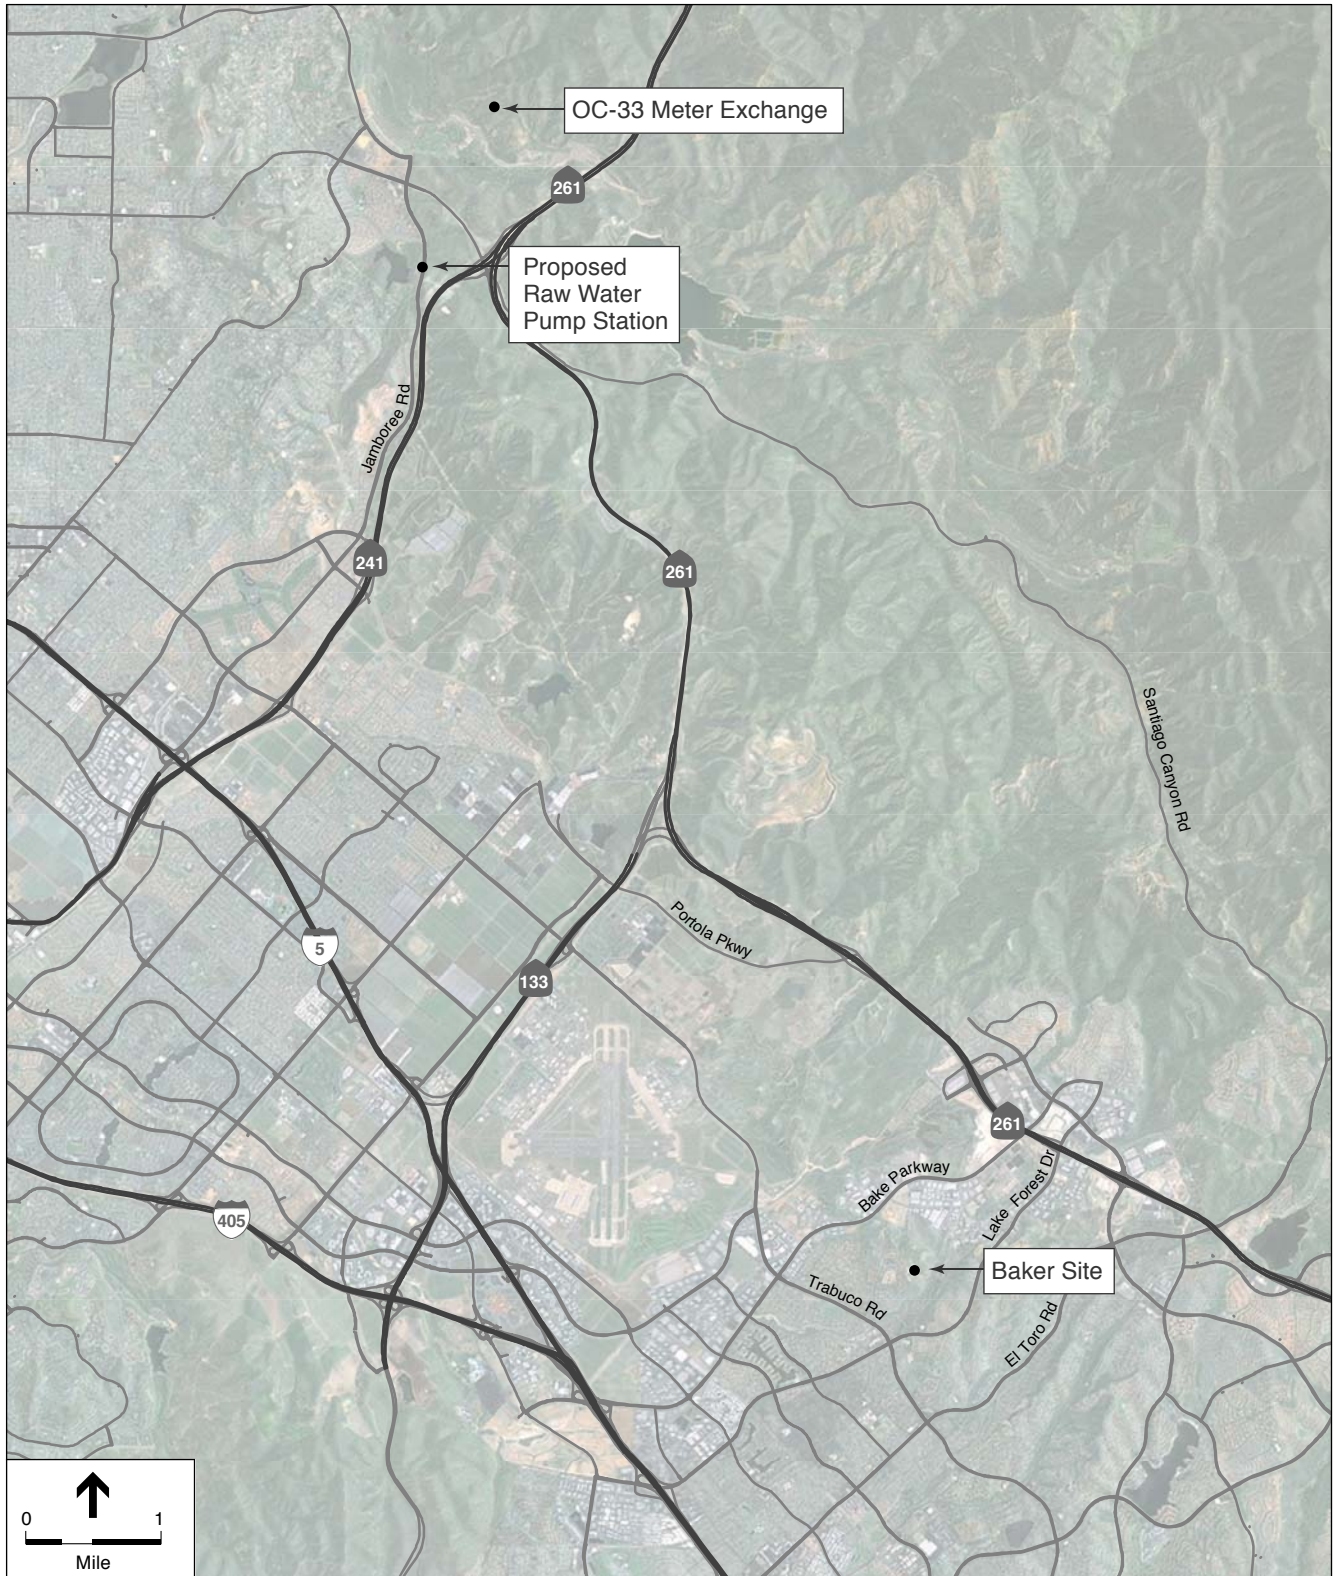 OC-33 Meter Exchange
261
Proposed
Raw Water
Pump Station
Jamboree Rd
241
261
Santiago Canyon Rd
Portola Pkwy
5
133
261
Bake Parkway
Lake Forest Dr
405
Baker Site
Trabuco Rd
El Toro Rd
0 1
Mile